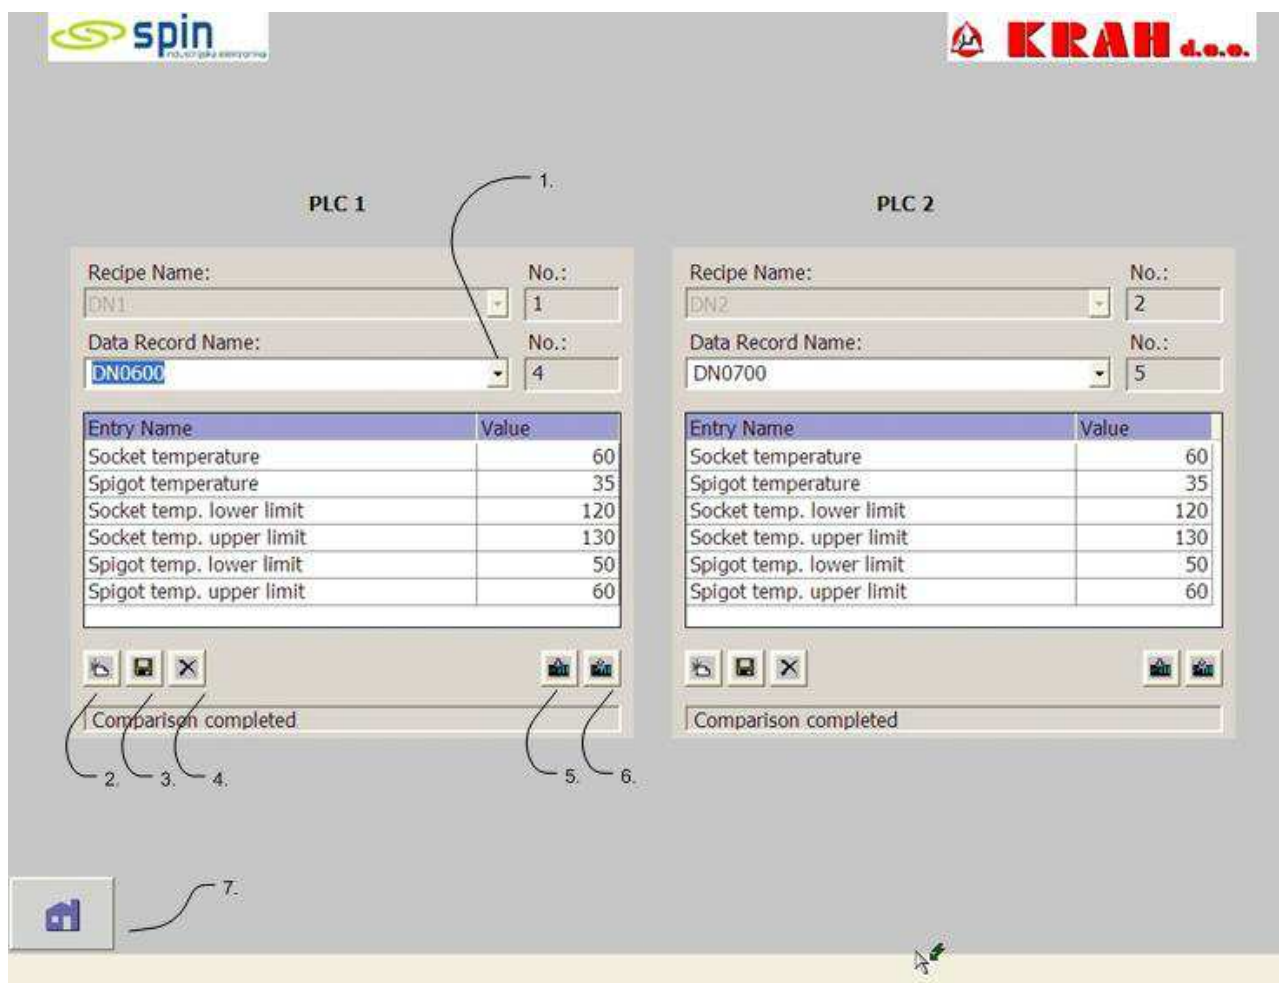 spin
industrijska elektronika
KRAH d.o.o.
1.
PLC 1
PLC 2
Recipe Name:
No.:
DN1
1
Data Record Name:
No.:
DN0600
4
Entry Name
Value
Socket temperature
60
Spigot temperature
35
Socket temp. lower limit
120
Socket temp. upper limit
130
Spigot temp. lower limit
50
Spigot temp. upper limit
60
Comparison completed
Recipe Name:
No.:
DN2
2
Data Record Name:
No.:
DN0700
5
Entry Name
Value
Socket temperature
60
Spigot temperature
35
Socket temp. lower limit
120
Socket temp. upper limit
130
Spigot temp. lower limit
50
Spigot temp. upper limit
60
Comparison completed
2.
3.
4.
5.
6.
7.